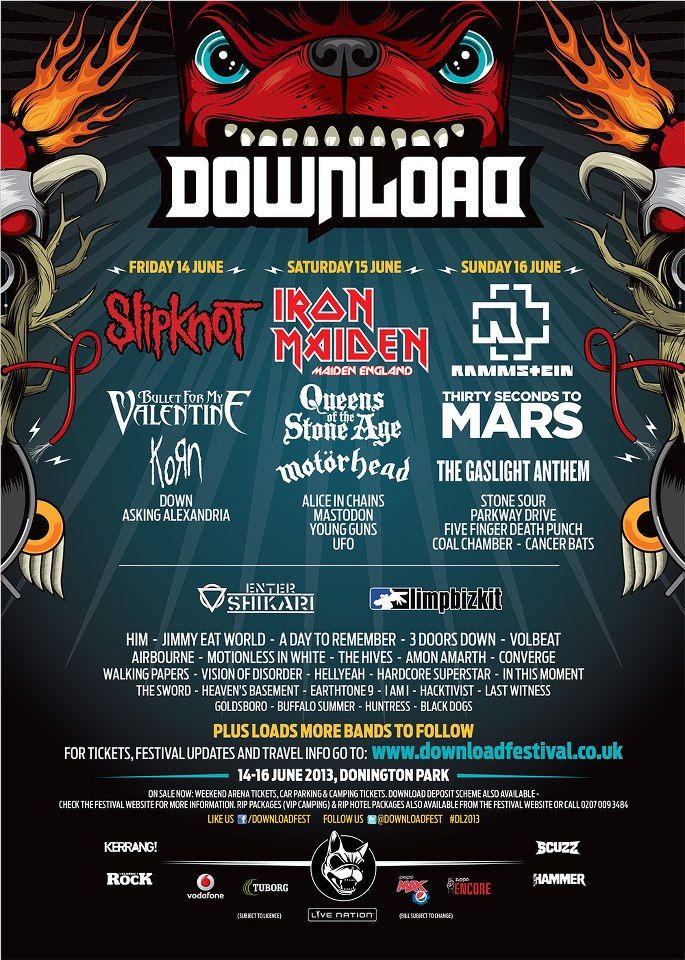 DOWNLOAD
FRIDAY 14 JUNE
SLIPKNOT
BULLET FOR MY
VALENTINE
KoRn
DOWN
ASKING ALEXANDRIA
SATURDAY 15 JUNE
IRON
MAIDEN
MAIDEN ENGLAND
Queens
of the
Stone Age
motörhead
ALICE IN CHAINS
MASTODON
YOUNG GUNS
UFO
SUNDAY 16 JUNE
RAMMSTEIN
THIRTY SECONDS TO
MARS
THE GASLIGHT ANTHEM
STONE SOUR
PARKWAY DRIVE
FIVE FINGER DEATH PUNCH
COAL CHAMBER - CANCER BATS
ENTER
SHIKARI
limpbizkit
HIM - JIMMY EAT WORLD - A DAY TO REMEMBER - 3 DOORS DOWN - VOLBEAT
AIRBOURNE - MOTIONLESS IN WHITE - THE HIVES - AMON AMARTH - CONVERGE
WALKING PAPERS - VISION OF DISORDER - HELLYEAH - HARDCORE SUPERSTAR - IN THIS MOMENT
THE SWORD - HEAVEN'S BASEMENT - EARTHTONE 9 - I AM I - HACKTIVIST - LAST WITNESS
GOLDSBORO - BUFFALO SUMMER - HUNTRESS - BLACK DOGS
PLUS LOADS MORE BANDS TO FOLLOW
FOR TICKETS, FESTIVAL UPDATES AND TRAVEL INFO GO TO: www.downloadfestival.co.uk
14-16 JUNE 2013, DONINGTON PARK
ON SALE NOW: WEEKEND ARENA TICKETS, CAR PARKING & CAMPING TICKETS. DOWNLOAD DEPOSIT SCHEME ALSO AVAILABLE -
CHECK THE FESTIVAL WEBSITE FOR MORE INFORMATION. RIP PACKAGES (VIP CAMPING) & RIP HOTEL PACKAGES ALSO AVAILABLE FROM THE FESTIVAL WEBSITE OR CALL 0207 009 3484
LIKE US f/DOWNLOADFEST FOLLOW US @DOWNLOADFEST #DL2013
KERRANG!
SCUZZ
ROCK
HAMMER
vodafone
TUBORG
pepsi
MAX
zippo
ENCORE
(SUBJECT TO LICENCE)
LIVE NATION
(BILL SUBJECT TO CHANGE)